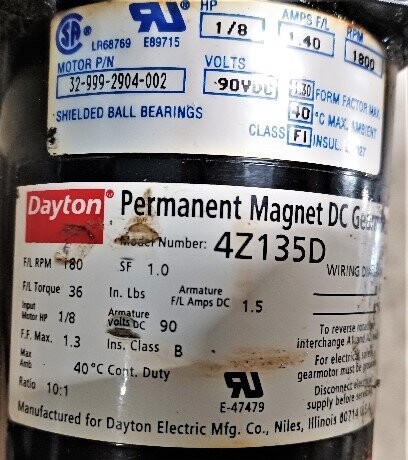 HP AMPS F/L RPM
1/8 1.40 1800
LR68769 E89715
MOTOR P/N VOLTS
32-999-2904-002 90VDC 1.30 FORM FACTOR MAX.
SHIELDED BALL BEARINGS 40 °C MAX. AMBIENT
CLASS F1 INSUL.
Dayton® Permanent Magnet DC
Model Number: 4Z135D
WIRING
F/L RPM 180 SF 1.0
F/L Torque 36 In. Lbs Armature F/L Amps DC 1.5
Input Motor HP 1/8 Armature Volts DC 90
F.F. Max. 1.3 Ins. Class B
Max Amb 40°C Cont. Duty
Ratio 10:1
E-47479
To reverse
interchange A1
For electrical
gearmotor must be
Disconnect
supply before
Manufactured for Dayton Electric Mfg. Co., Niles, Illinois 60714